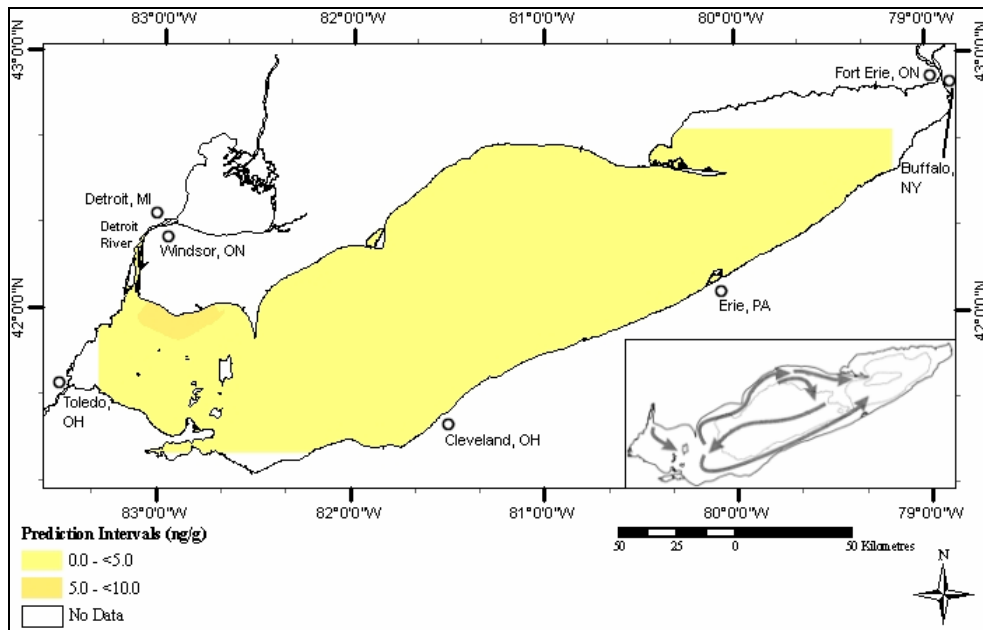 83°0'0"W
82°0'0"W
81°0'0"W
80°0'0"W
79°0'0"W
43°0'0"N
43°0'0"N
Fort Erie, ON
Buffalo,
NY
Detroit, MI
Detroit
River
Windsor, ON
42°0'0"N
42°0'0"N
Erie, PA
Toledo,
OH
Cleveland, OH
83°0'0"W
82°0'0"W
81°0'0"W
80°0'0"W
79°0'0"W
Prediction Intervals (ng/g)
0.0 - <5.0
5.0 - <10.0
No Data
50 25 0 50 Kilometres
N